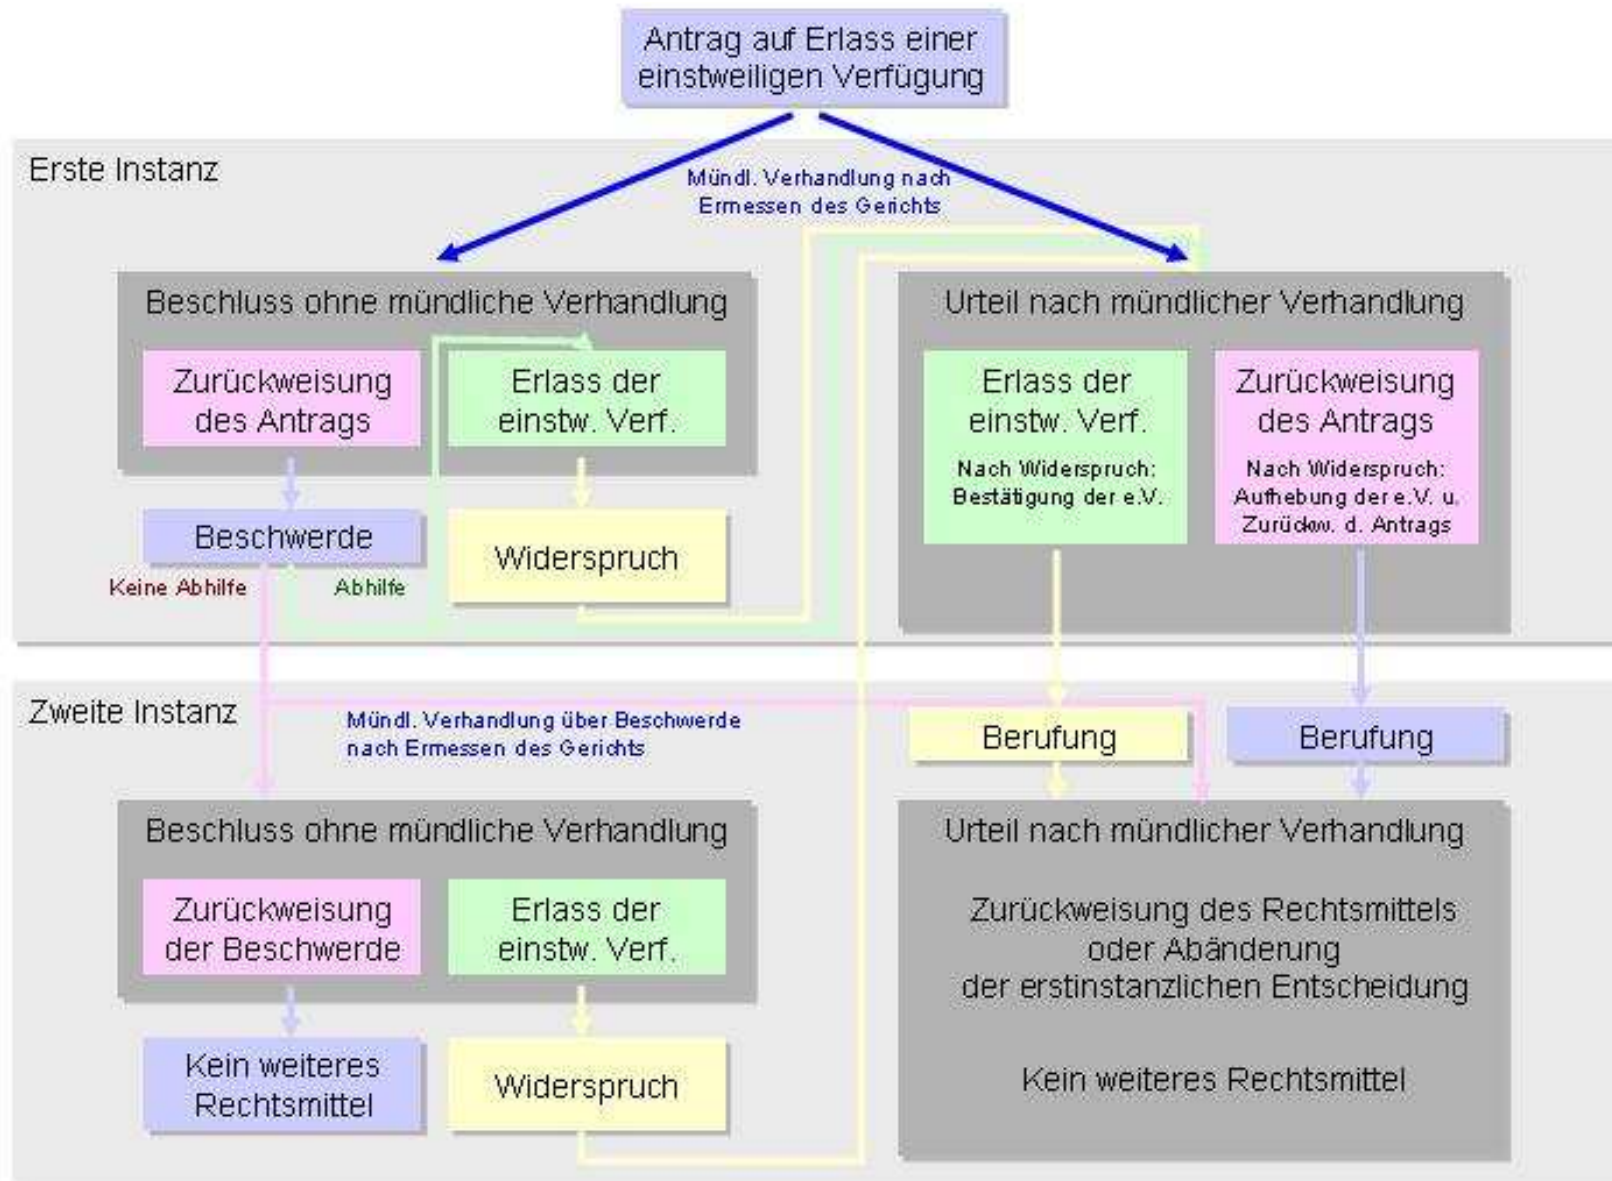 Antrag auf Erlass einer
einstweiligen Verfügung
Erste Instanz
Mündl. Verhandlung nach
Ermessen des Gerichts
Beschluss ohne mündliche Verhandlung
Zurückweisung
des Antrags
Erlass der
einstw. Verf.
Beschwerde
Keine Abhilfe
Abhilfe
Widerspruch
Urteil nach mündlicher Verhandlung
Erlass der
einstw. Verf.
Nach Widerspruch:
Bestätigung der e.V.
Zurückweisung
des Antrags
Nach Widerspruch:
Aufhebung der e.V. u.
Zurückw. d. Antrags
Zweite Instanz
Mündl. Verhandlung über Beschwerde
nach Ermessen des Gerichts
Berufung
Berufung
Beschluss ohne mündliche Verhandlung
Zurückweisung
der Beschwerde
Erlass der
einstw. Verf.
Kein weiteres
Rechtsmittel
Widerspruch
Urteil nach mündlicher Verhandlung
Zurückweisung des Rechtsmittels
oder Abänderung
der erstinstanzlichen Entscheidung
Kein weiteres Rechtsmittel